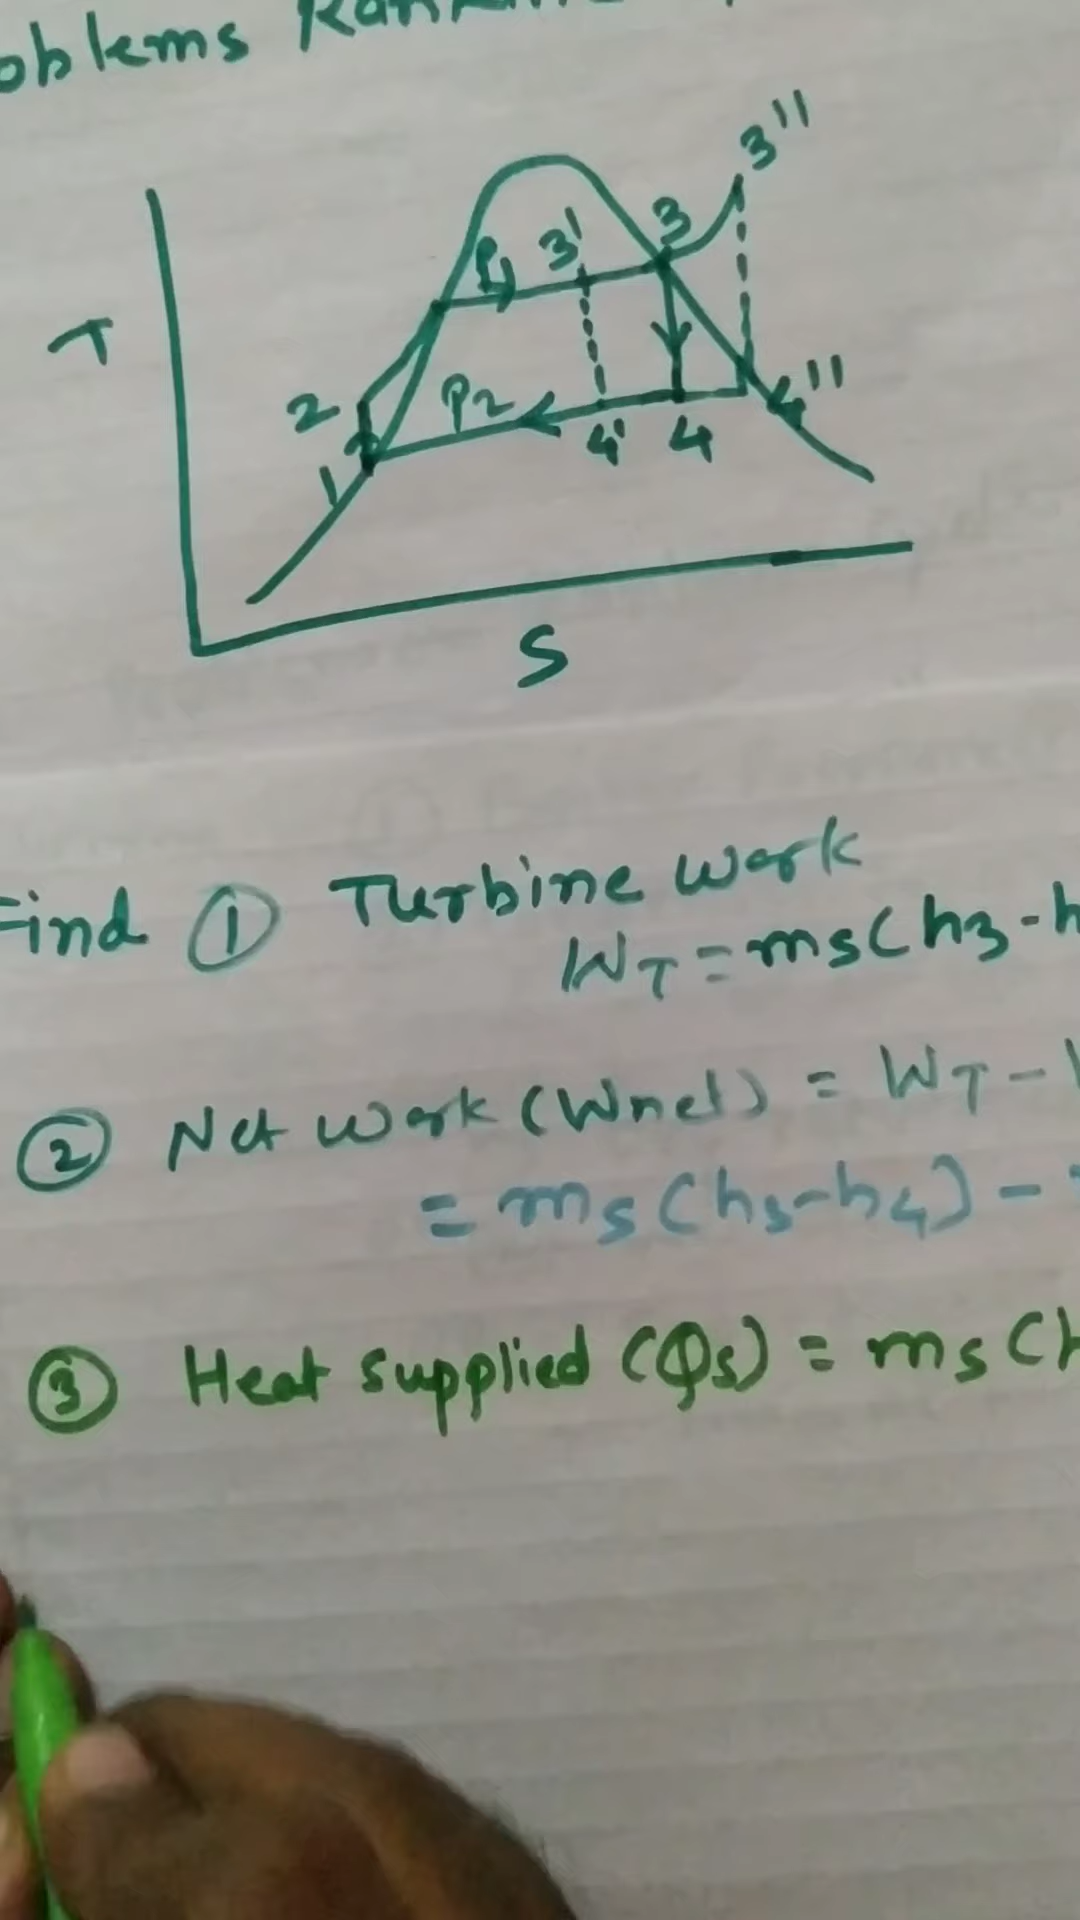 oblems Rankine
3''
3
3'
P1
T
2
P2
4''
4'
4
1
S
Find ① Turbine work
WT = ms(h3-h
② Net work (Wnet) = WT -
= ms(h3-h4) -
③ Heat supplied (Qs) = ms(h